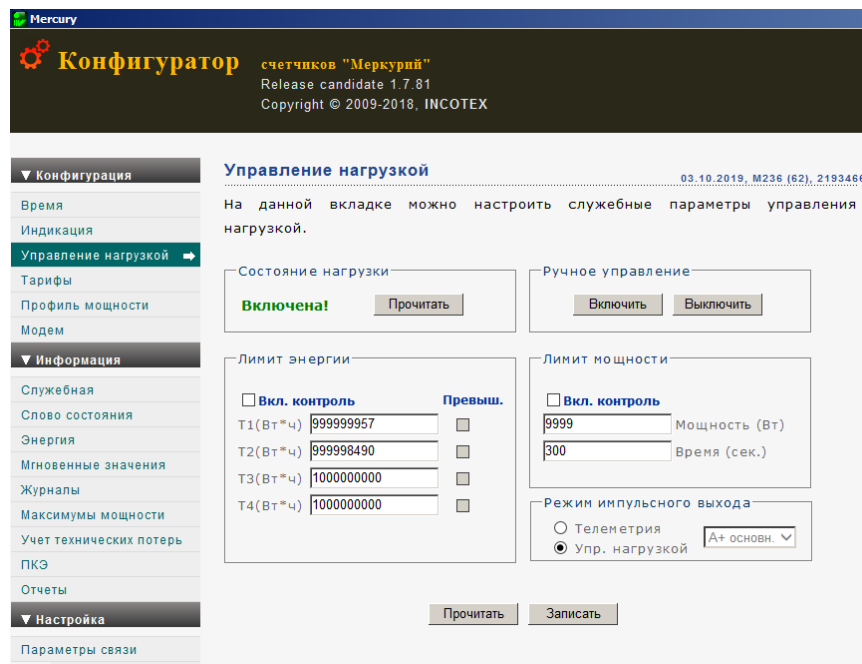 Mercury
Конфигуратор счетчиков "Меркурий"
Release candidate 1.7.81
Copyright © 2009-2018, INCOTEX
▼ Конфигурация
Время
Индикация
Управление нагрузкой
Тарифы
Профиль мощности
Модем
▼ Информация
Служебная
Слово состояния
Энергия
Мгновенные значения
Журналы
Максимумы мощности
Учет технических потерь
ПКЭ
Отчеты
▼ Настройка
Параметры связи
Управление нагрузкой
03.10.2019, M236 (62), 2193466
На данной вкладке можно настроить служебные параметры управления
нагрузкой.
Состояние нагрузки
Включена! Прочитать
Ручное управление
Включить Выключить
Лимит энергии
Вкл. контроль Превыш.
Т1(Вт*ч) 999999957
Т2(Вт*ч) 999998490
Т3(Вт*ч) 1000000000
Т4(Вт*ч) 1000000000
Лимит мощности
Вкл. контроль
9999 Мощность (Вт)
300 Время (сек.)
Режим импульсного выхода
Телеметрия
Упр. нагрузкой
А+ основн.
Прочитать Записать